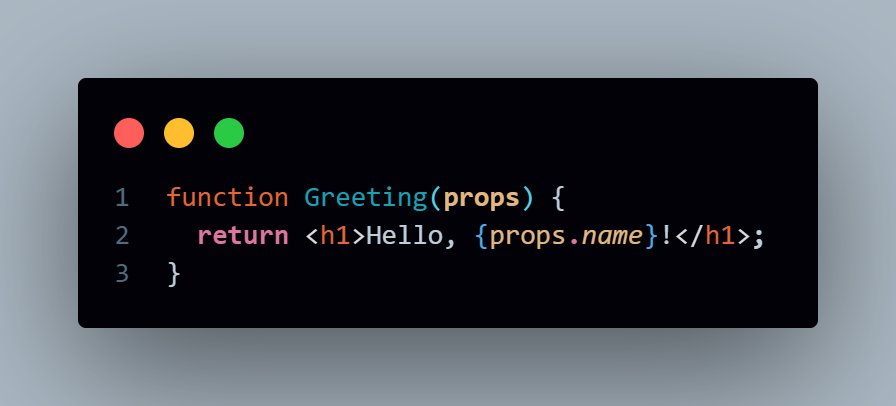 1 function Greeting(props) {
2   return <h1>Hello, {props.name}!</h1>;
3 }